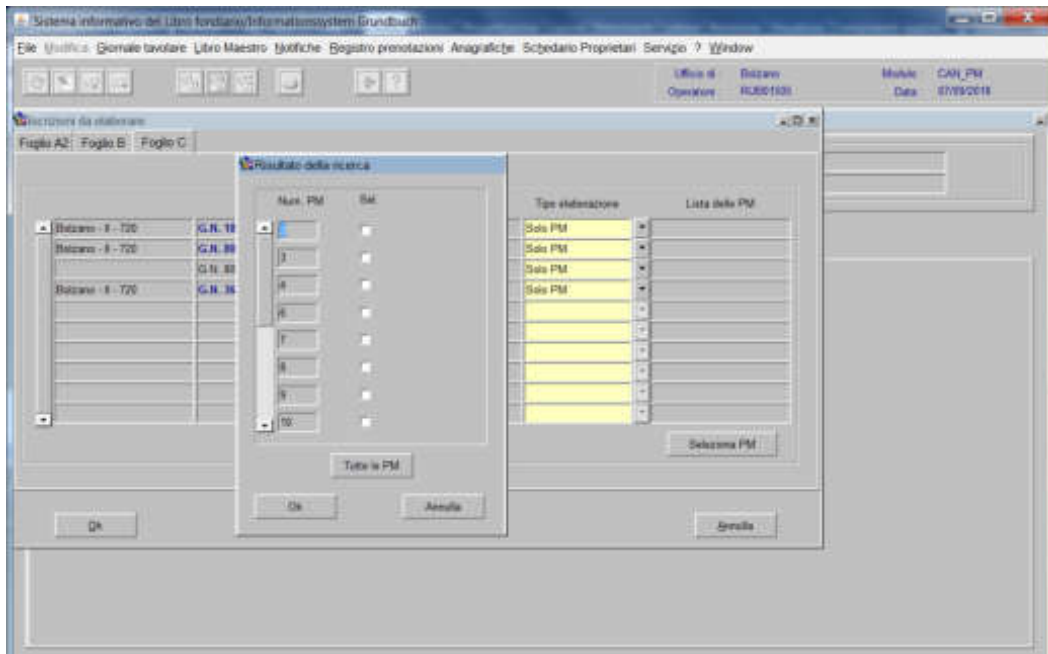 Sistema informativo del Libro fondiario/Informationssystem Grundbuch
File Modifica Giornale tavolare Libro Maestro Notifiche Registro prenotazioni Anagrafiche Schedario Proprietari Servizio ? Window
Ufficio di Bolzano Modulo CAN_PM
Operatore Data
Iscrizioni da elaborare
Foglio A2 Foglio B Foglio C
Risultato della ricerca
Num. PM Sel. Tipo elaborazione Lista delle PM
Bolzano - II - 720 G.N. Solo PM
Bolzano - II - 720 G.N. Solo PM
3
G.N. Solo PM
4
Bolzano - II - 720 G.N. Solo PM
6
7
8
9
10
Seleziona PM
Tutte le PM
Ok Annulla
Ok Annulla